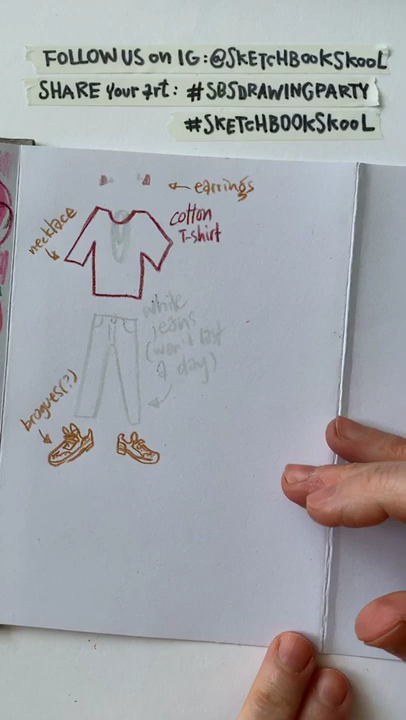 FOLLOW US on IG: @SKETCHBOOKSKOOL
SHARE your art: #SBSDRAWINGPARTY
#SKETCHBOOKSKOOL
earrings
necklace
cotton
T-shirt
white
jeans
(won't last
a day)
brogues(?)